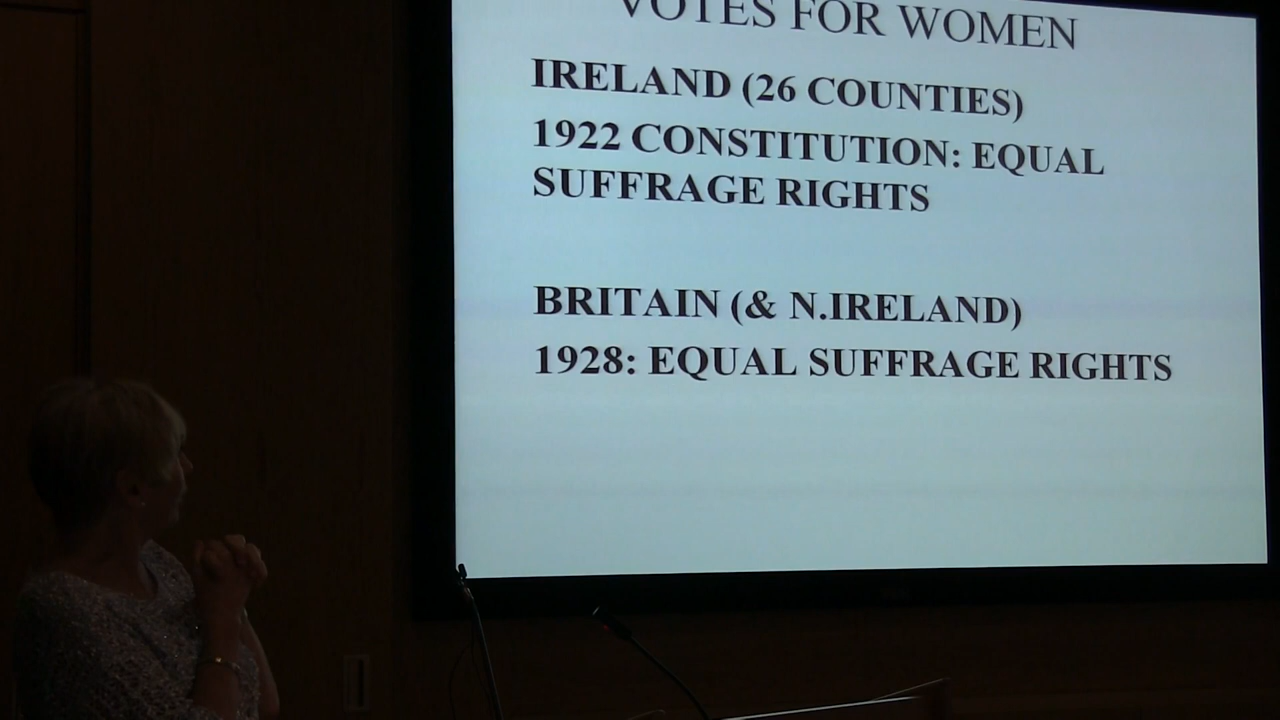 VOTES FOR WOMEN
IRELAND (26 COUNTIES)
1922 CONSTITUTION: EQUAL
SUFFRAGE RIGHTS
BRITAIN (& N.IRELAND)
1928: EQUAL SUFFRAGE RIGHTS